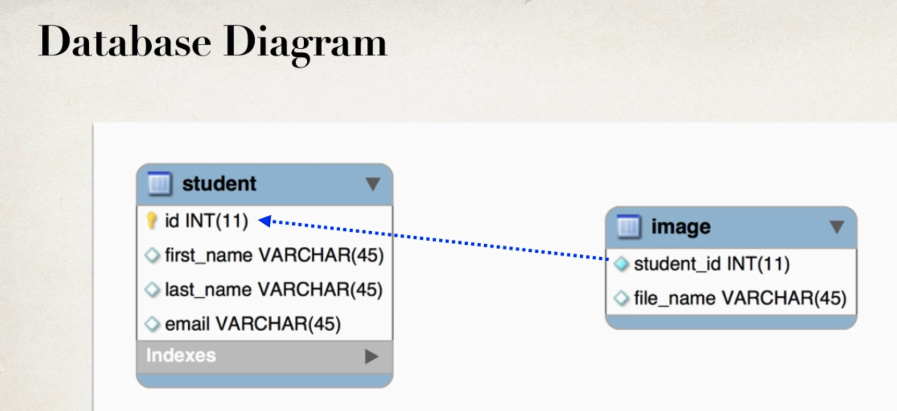 Database Diagram
student
id INT(11)
first_name VARCHAR(45)
last_name VARCHAR(45)
email VARCHAR(45)
Indexes
image
student_id INT(11)
file_name VARCHAR(45)